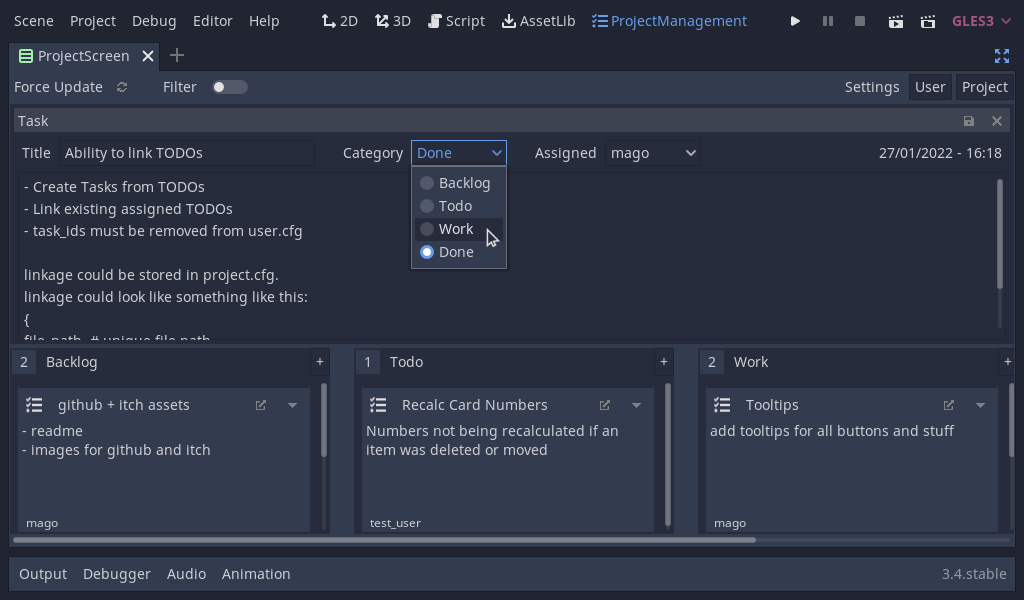 Scene Project Debug Editor Help 2D 3D Script AssetLib ProjectManagement GLES3
ProjectScreen
Force Update Filter Settings User Project
Task
Title Ability to link TODOs Category Done Assigned mago 27/01/2022 - 16:18
Backlog
Todo
Work
Done
- Create Tasks from TODOs
- Link existing assigned TODOs
- task_ids must be removed from user.cfg
linkage could be stored in project.cfg.
linkage could look like something like this:
{
file_path, # unique file path
2 Backlog +
github + itch assets
- readme
- images for github and itch
mago
1 Todo +
Recalc Card Numbers
Numbers not being recalculated if an
item was deleted or moved
test_user
2 Work +
Tooltips
add tooltips for all buttons and stuff
mago
Output Debugger Audio Animation 3.4.stable